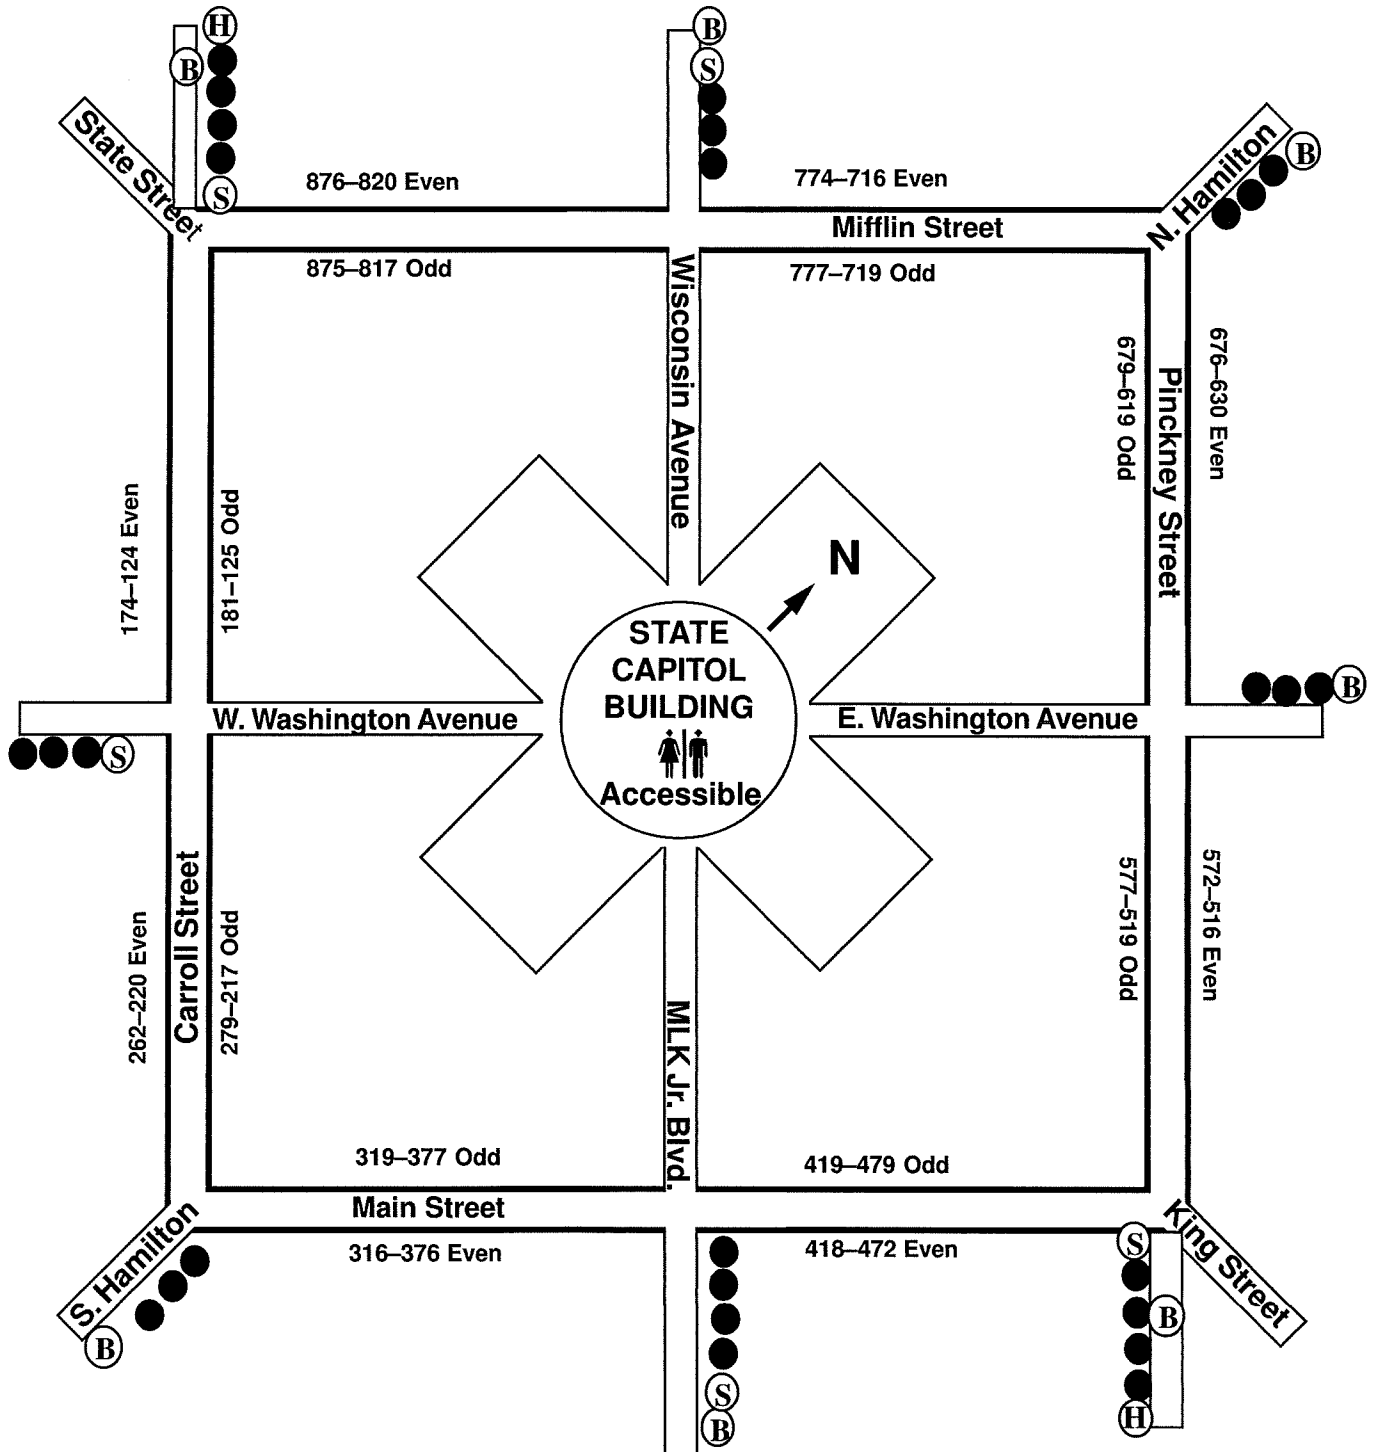 H
B
B
S
State Street
S
876–820 Even
774–716 Even
N. Hamilton
B
Mifflin Street
875–817 Odd
777–719 Odd
Wisconsin Avenue
679–619 Odd
Pinckney Street
676–630 Even
174–124 Even
181–125 Odd
N
STATE
CAPITOL
BUILDING
Accessible
W. Washington Avenue
E. Washington Avenue
B
S
Carroll Street
262–220 Even
279–217 Odd
MLK Jr. Blvd.
577–519 Odd
572–516 Even
319–377 Odd
419–479 Odd
Main Street
316–376 Even
418–472 Even
S. Hamilton
B
S
B
King Street
S
B
H